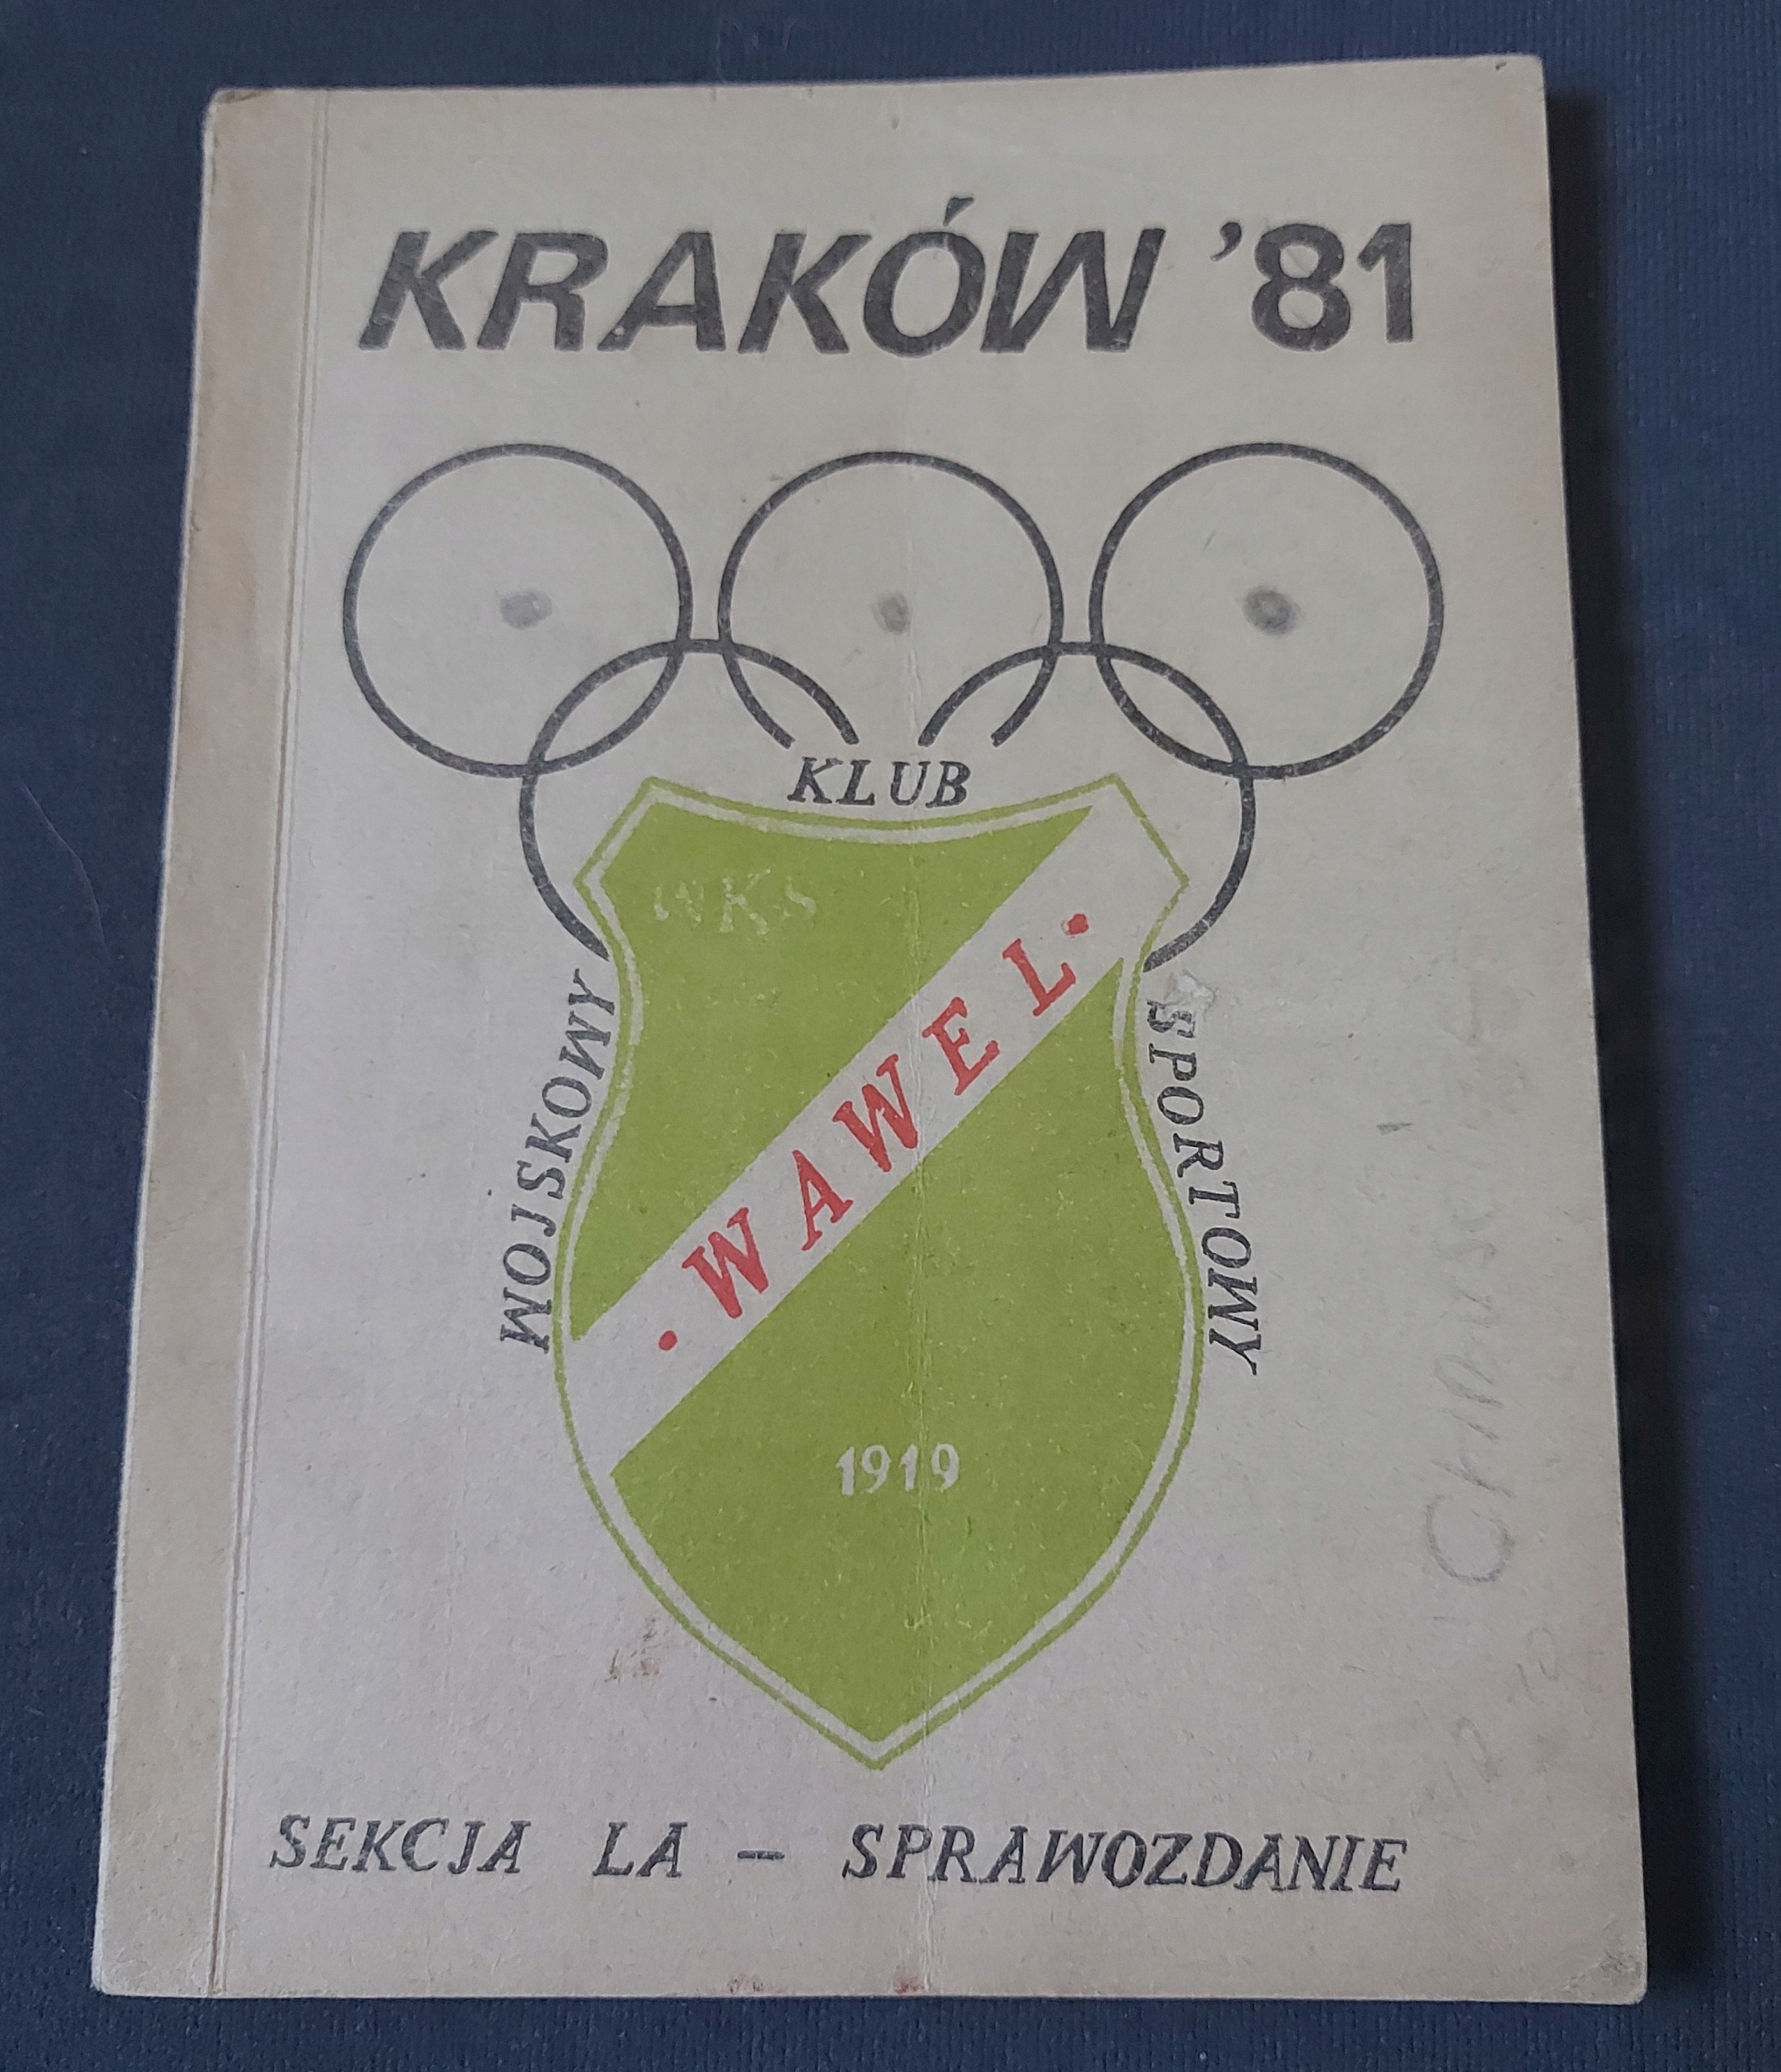 KRAKÓW '81
KLUB
WOJSKOWY
SPORTOWY
WKS
• WAWEL •
1919
SEKCJA LA — SPRAWOZDANIE